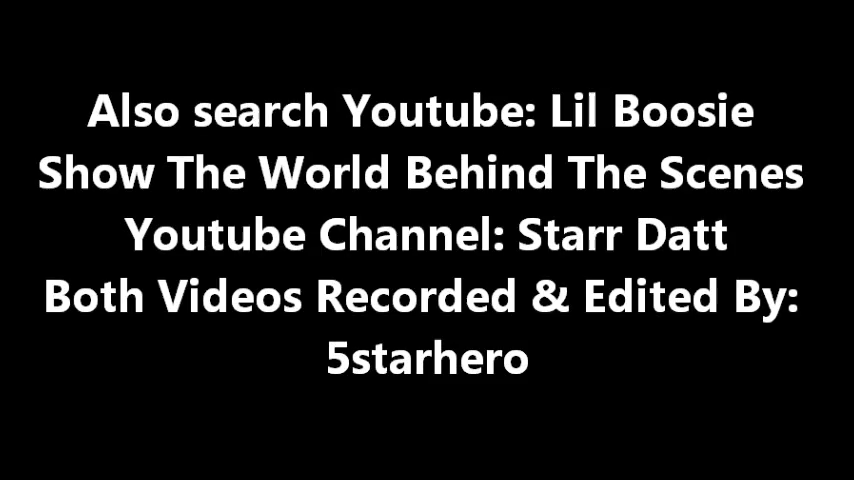 Also search Youtube: Lil Boosie
Show The World Behind The Scenes
Youtube Channel: Starr Datt
Both Videos Recorded & Edited By:
5starhero